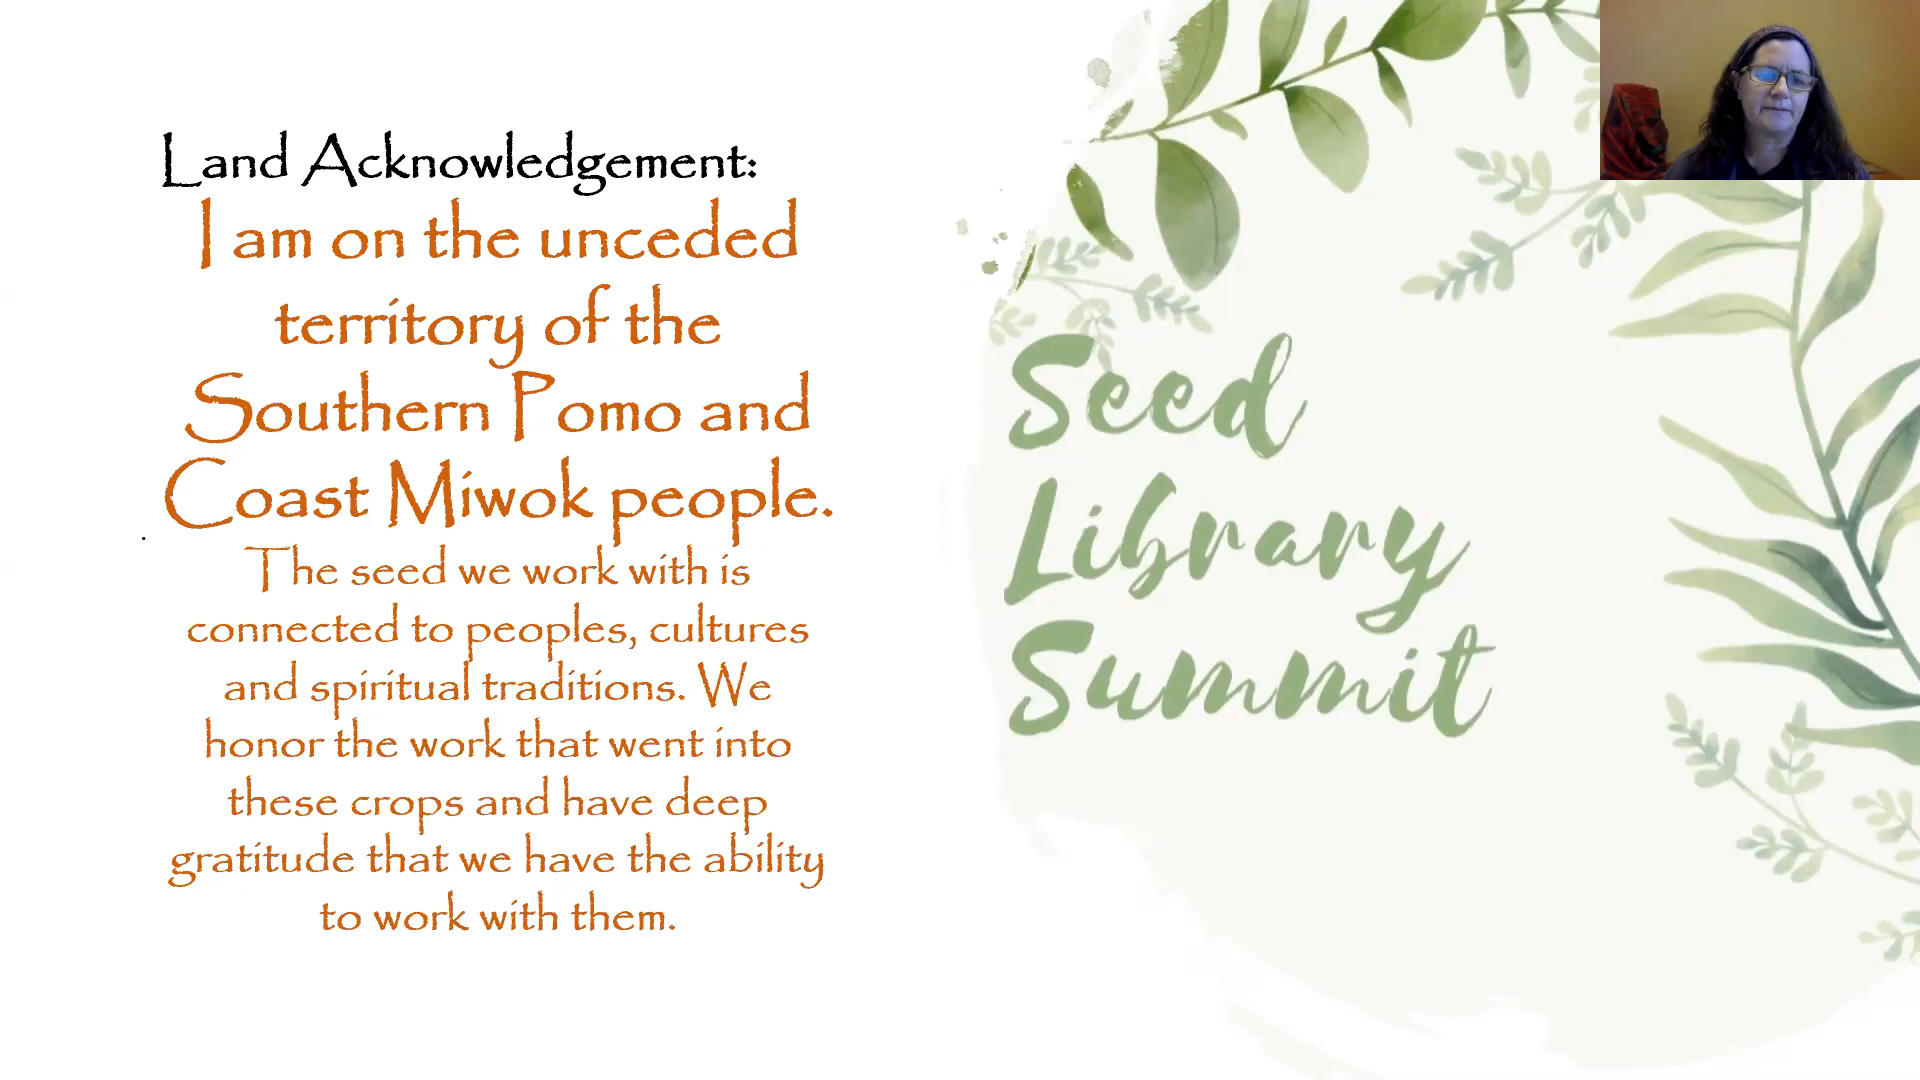 Land Acknowledgement:
I am on the unceded
territory of the
Southern Pomo and
Coast Miwok people.
The seed we work with is
connected to peoples, cultures
and spiritual traditions. We
honor the work that went into
these crops and have deep
gratitude that we have the ability
to work with them.
Seed
Library
Summit